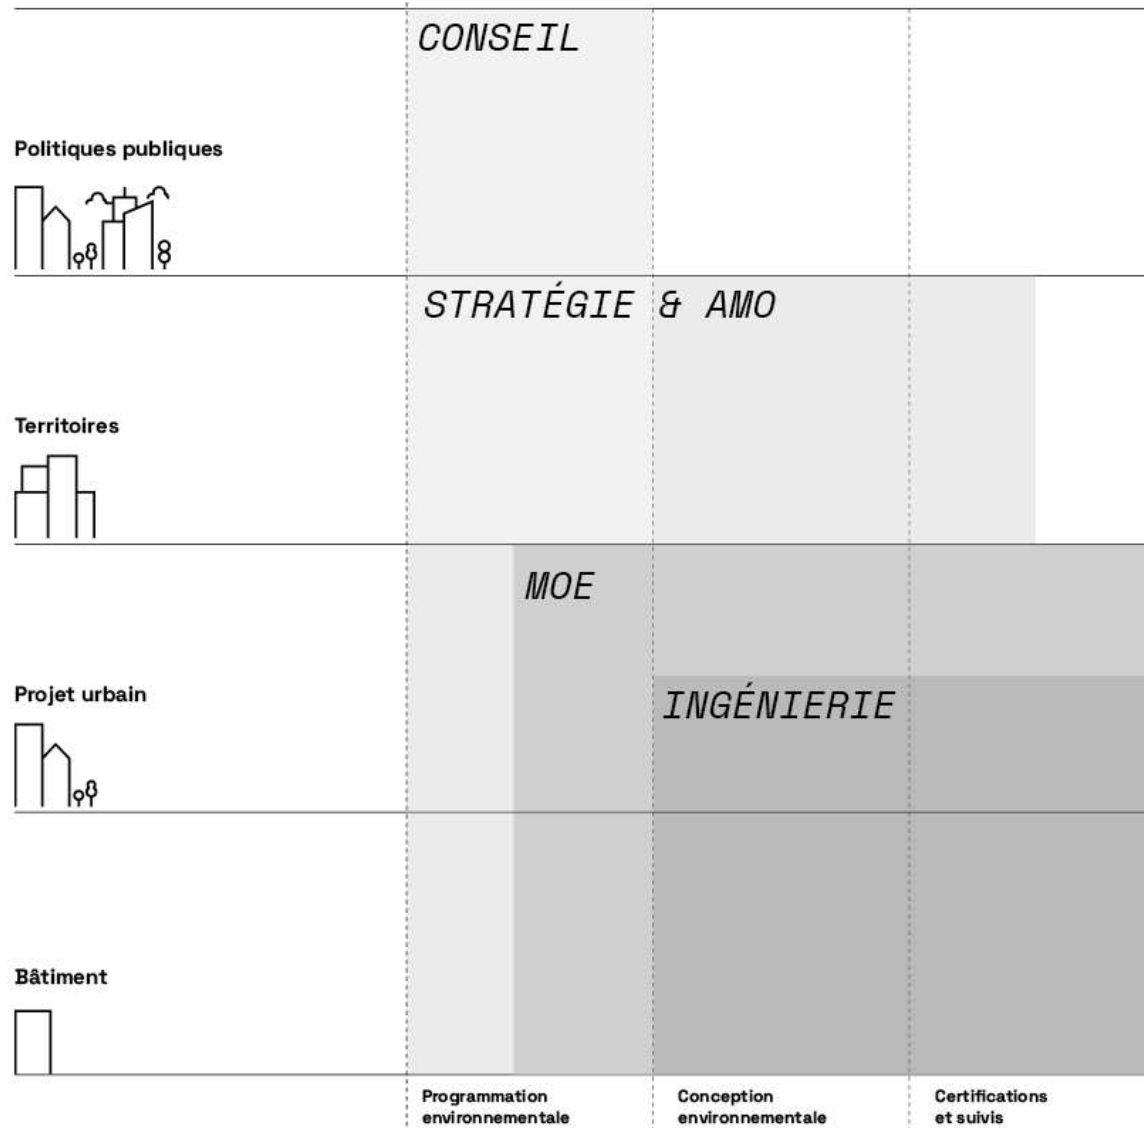 CONSEIL
Politiques publiques
STRATÉGIE & AMO
Territoires
MOE
Projet urbain
INGÉNIERIE
Bâtiment
Programmation
environnementale
Conception
environnementale
Certifications
et suivis